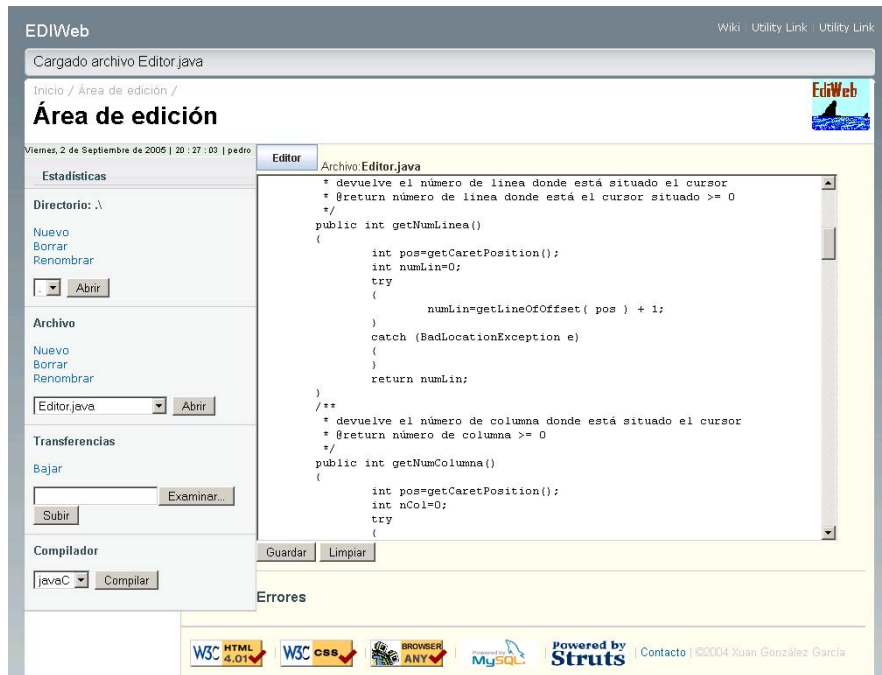 EDIWeb
Wiki | Utility Link | Utility Link
Cargado archivo Editor.java
Inicio / Área de edición /
Área de edición
EdiWeb
Viernes, 2 de Septiembre de 2005 | 20 : 27 : 03 | pedro
Estadísticas
Directorio: .\
Nuevo
Borrar
Renombrar
. Abrir
Archivo
Nuevo
Borrar
Renombrar
Editor.java Abrir
Transferencias
Bajar
Examinar...
Subir
Compilador
javaC Compilar
Editor
Archivo:Editor.java
* devuelve el número de linea donde está situado el cursor
* @return número de linea donde está el cursor situado >= 0
*/
public int getNumLinea()
{
int pos=getCaretPosition();
int numLin=0;
try
{
numLin=getLineOfOffset( pos ) + 1;
}
catch (BadLocationException e)
{
}
return numLin;
}
/**
* devuelve el número de columna donde está situado el cursor
* @return número de columna >= 0
*/
public int getNumColumna()
{
int pos=getCaretPosition();
int nCol=0;
try
{
Guardar Limpiar
Errores
W3C HTML 4.01 | W3C css | BROWSER ANY | Powered by MySQL | Powered by Struts | Contacto | ©2004 Xuan González García